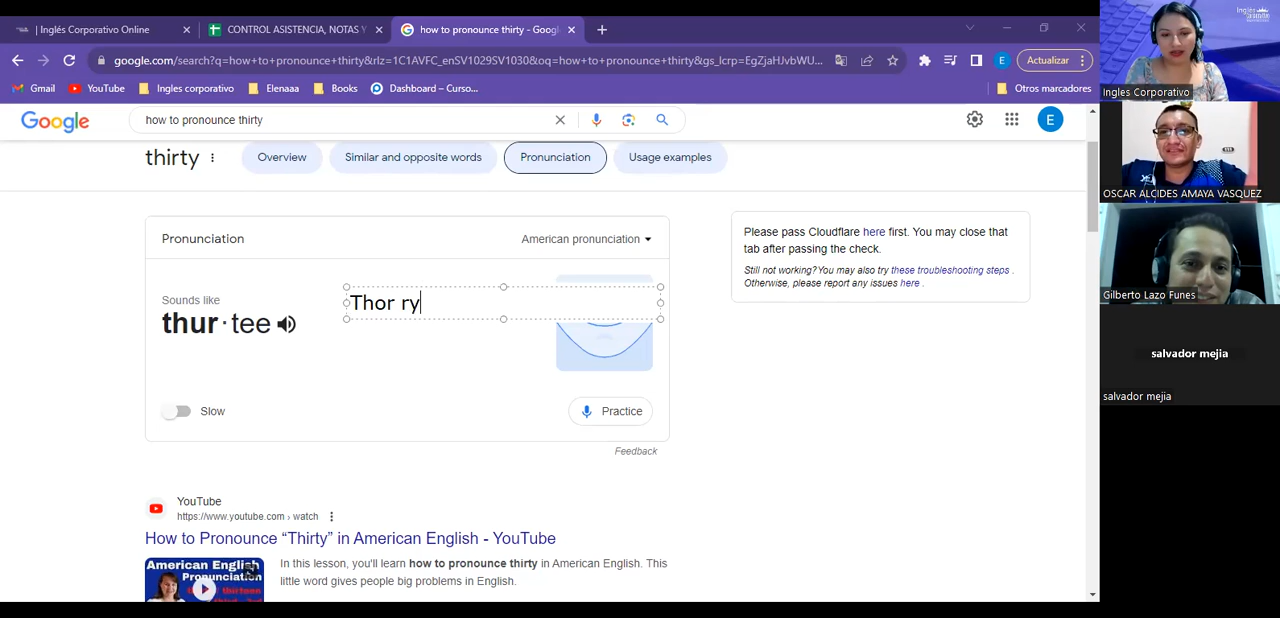 | Inglés Corporativo Online
CONTROL ASISTENCIA, NOTAS Y
how to pronounce thirty - Googl
google.com/search?q=how+to+pronounce+thirty&rlz=1C1AVFC_enSV1029SV1030&oq=how+to+pronounce+thirty&gs_lcrp=EgZjaHJvbWU...
E
Actualizar
Gmail
YouTube
Ingles corporativo
Elenaaa
Books
Dashboard – Curso...
Otros marcadores
Google
how to pronounce thirty
E
thirty
Overview
Similar and opposite words
Pronunciation
Usage examples
Pronunciation
American pronunciation
Sounds like
thur·tee
Thor ry
Slow
Practice
Feedback
Please pass Cloudflare here first. You may close that
tab after passing the check.
Still not working? You may also try these troubleshooting steps .
Otherwise, please report any issues here .
YouTube
https://www.youtube.com › watch
How to Pronounce “Thirty” in American English - YouTube
American English
Pronunciation
In this lesson, you'll learn how to pronounce thirty in American English. This
little word gives people big problems in English.
Ingles Corporativo
OSCAR ALCIDES AMAYA VASQUEZ
Gilberto Lazo Funes
salvador mejia
salvador mejia